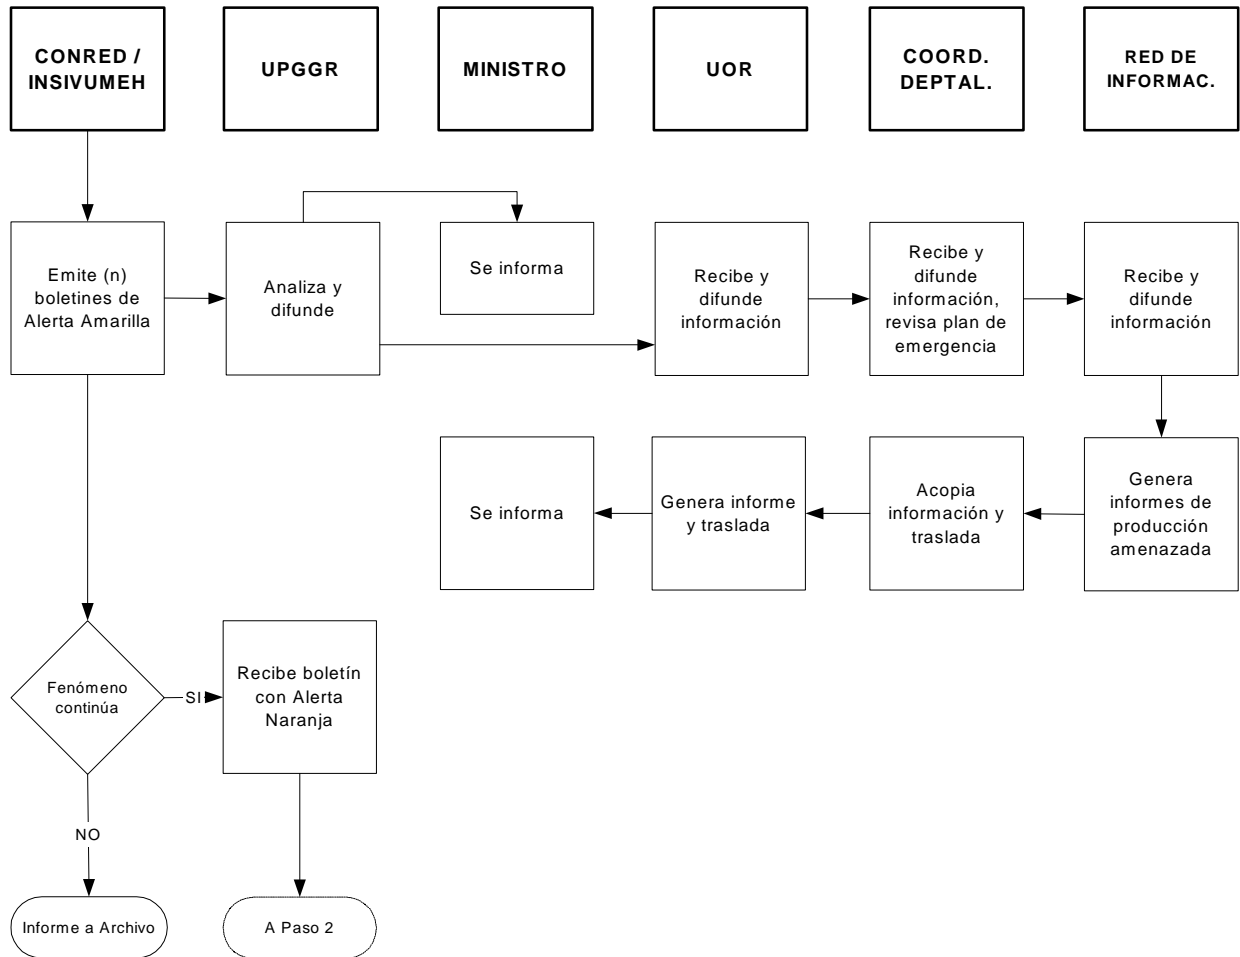 CONRED /
INSIVUMEH
UPGGR
MINISTRO
UOR
COORD.
DEPTAL.
RED DE
INFORMAC.
Emite (n)
boletines de
Alerta Amarilla
Analiza y
difunde
Se informa
Recibe y
difunde
información
Recibe y
difunde
información,
revisa plan de
emergencia
Recibe y
difunde
información
Se informa
Genera informe
y traslada
Acopia
información y
traslada
Genera
informes de
producción
amenazada
Fenómeno
continúa
SI
Recibe boletín
con Alerta
Naranja
NO
Informe a Archivo
A Paso 2